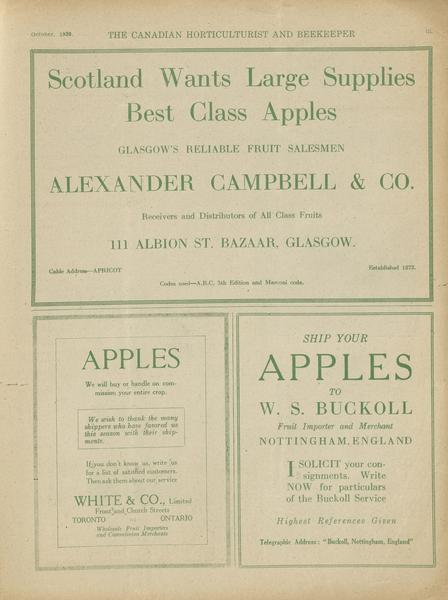 October, 1920.
THE CANADIAN HORTICULTURIST AND BEEKEEPER
iii.
Scotland Wants Large Supplies
Best Class Apples
GLASGOW'S RELIABLE FRUIT SALESMEN
ALEXANDER CAMPBELL & CO.
Receivers and Distributors of All Class Fruits
111 ALBION ST. BAZAAR, GLASGOW.
Cable Address—APRICOT
Established 1873.
Codes used—A.B.C. 5th Edition and Marconi code.
APPLES
We will buy or handle on com-
mission your entire crop.
We wish to thank the many
shippers who have favored us
this season with their ship-
ments.
If you don't know us, write us
for a list of satisfied customers.
Then ask them about our service
WHITE & CO., Limited
Front and Church Streets
TORONTO ONTARIO
Wholesale Fruit Importers
and Commission Merchants
SHIP YOUR
APPLES
TO
W. S. BUCKOLL
Fruit Importer and Merchant
NOTTINGHAM, ENGLAND
I SOLICIT your con-
signments. Write
NOW for particulars
of the Buckoll Service
Highest References Given
Telegraphic Address: "Buckoll, Nottingham, England"